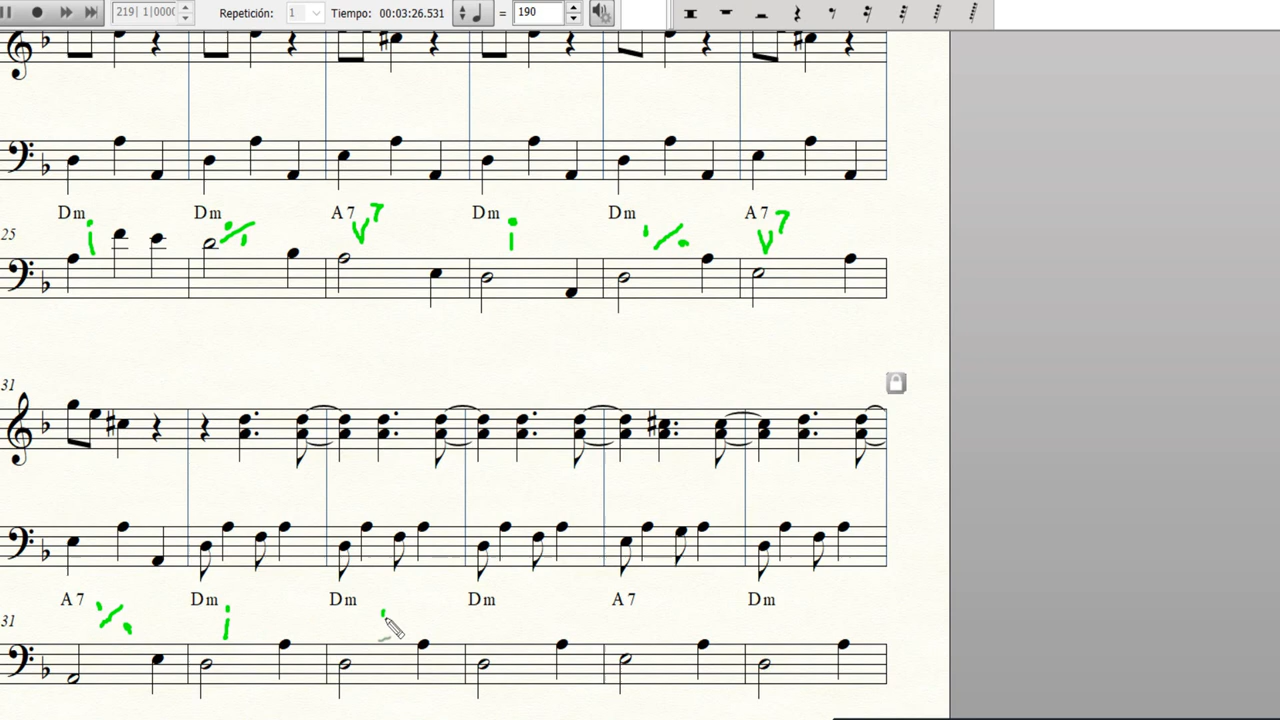 219| 1|000 Repetición: 1 Tiempo: 00:03:26.531 = 190
Dm Dm A7 Dm Dm A7
i ٪ V7 i ٪ V7
25
31
A7 Dm Dm Dm A7 Dm
٪ i
31